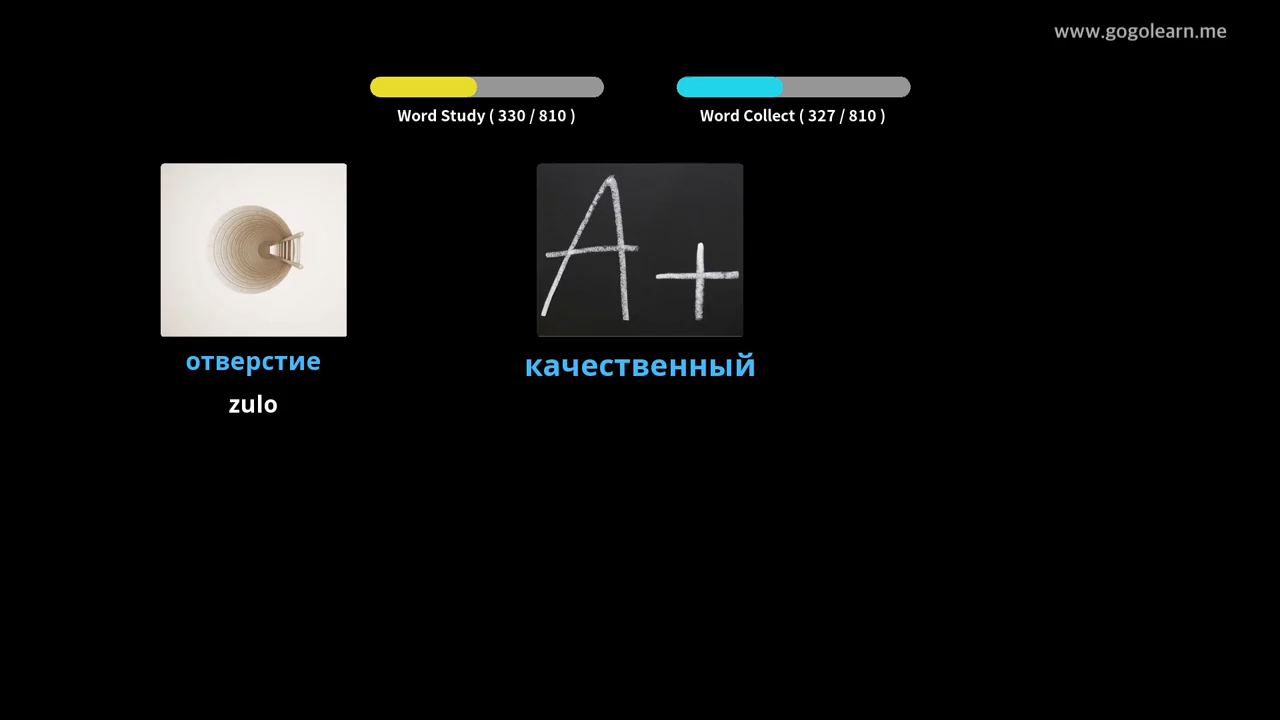 www.gogolearn.me
Word Study ( 330 / 810 )
Word Collect ( 327 / 810 )
A+
отверстие
качественный
zulo